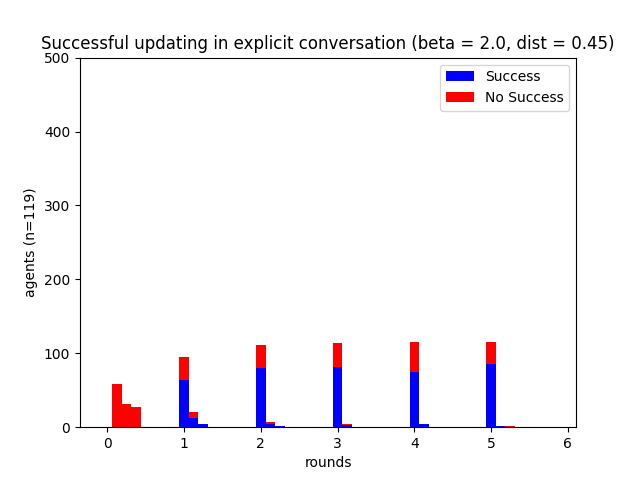 Successful updating in explicit conversation (beta = 2.0, dist = 0.45)
500
400
300
200
100
0
agents (n=119)
Success
No Success
0 1 2 3 4 5 6
rounds